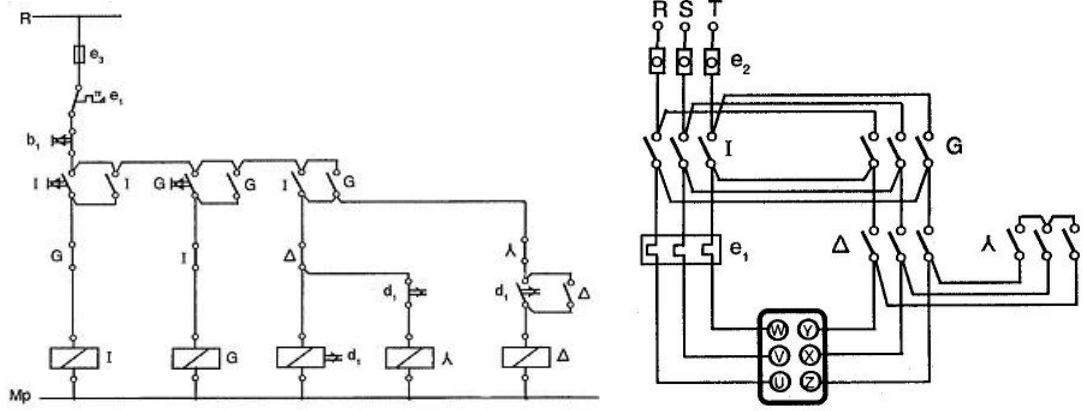 R
e₃
e₁
b₁
I I G G I G
G I Δ ⅄
d₁ d₁ Δ
I G d₁ ⅄ Δ
Mp
R S T
e₂
I G
e₁ Δ ⅄
W Y
V X
U Z